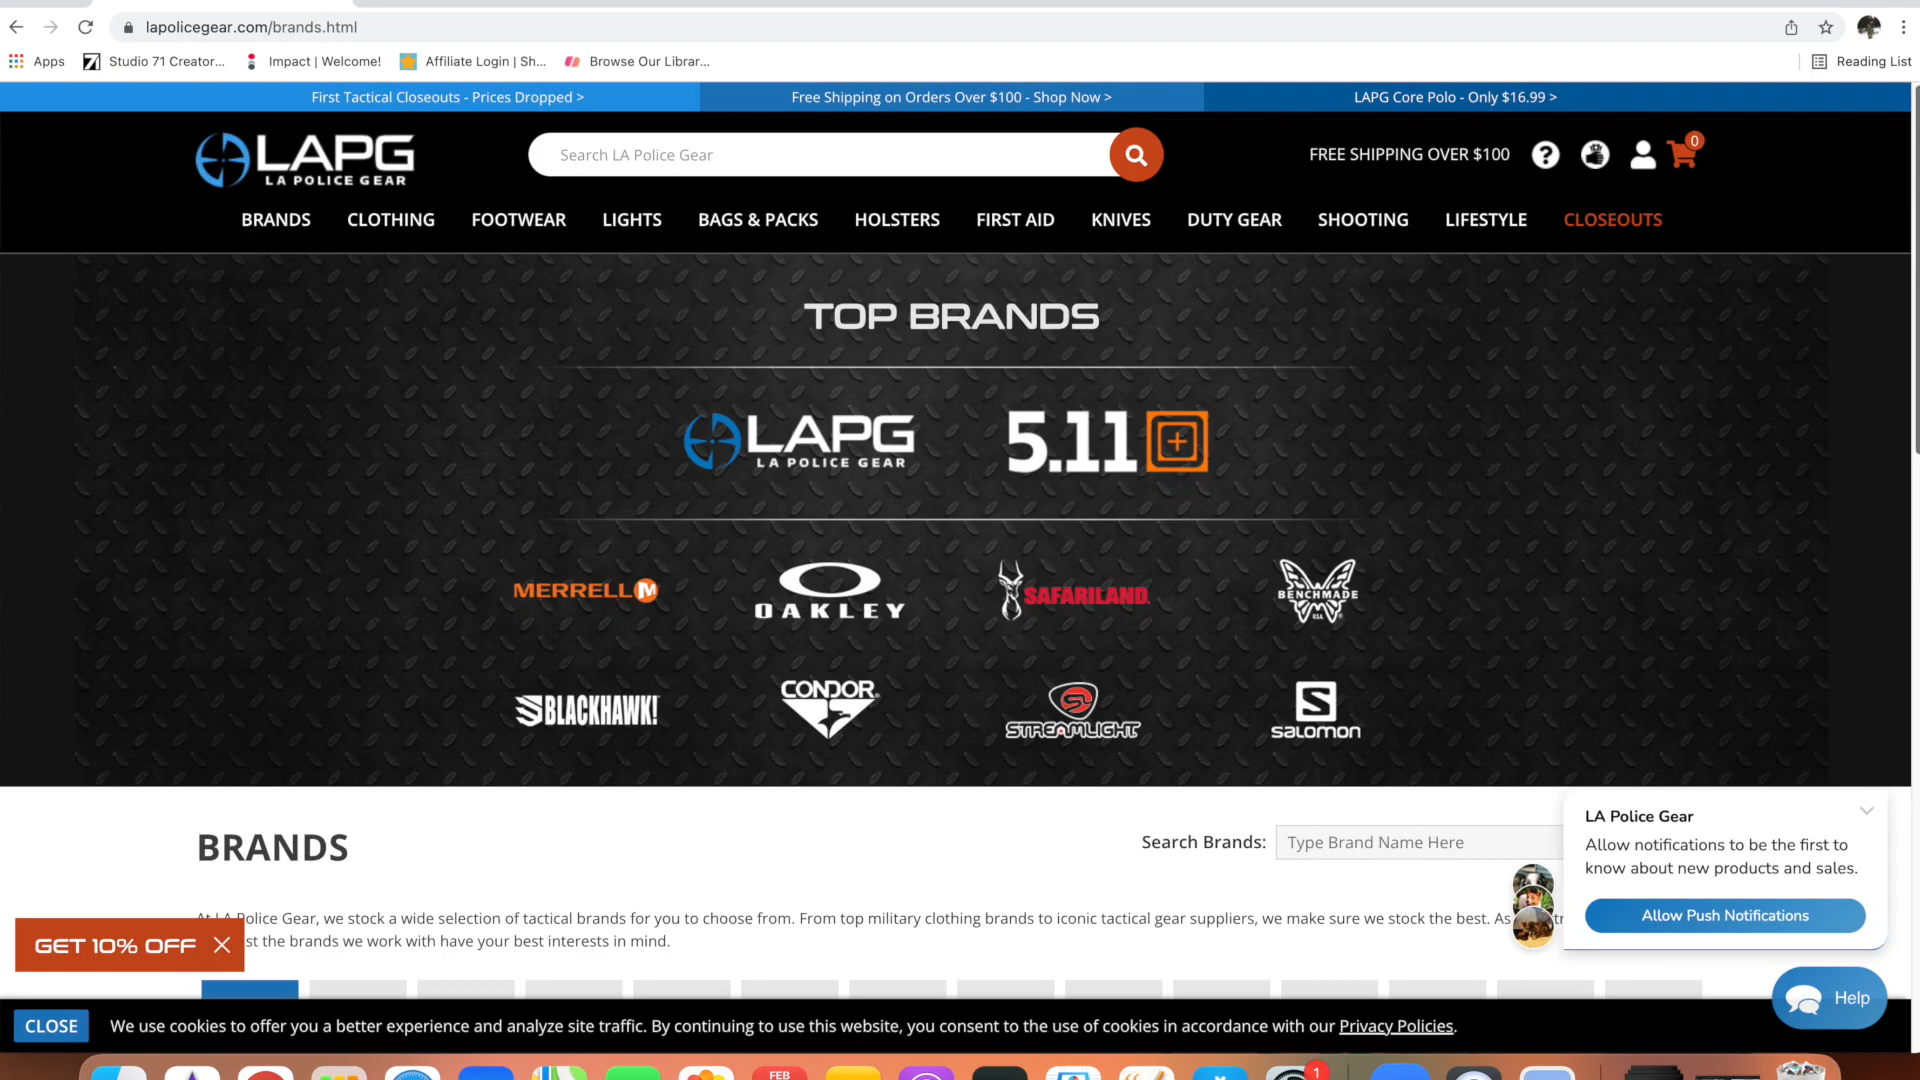 lapolicegear.com/brands.html
Apps
Studio 71 Creator...
Impact | Welcome!
Affiliate Login | Sh...
Browse Our Librar...
Reading List
First Tactical Closeouts - Prices Dropped >
Free Shipping on Orders Over $100 - Shop Now >
LAPG Core Polo - Only $16.99 >
LAPG
LA POLICE GEAR
Search LA Police Gear
FREE SHIPPING OVER $100
?
0
BRANDS
CLOTHING
FOOTWEAR
LIGHTS
BAGS & PACKS
HOLSTERS
FIRST AID
KNIVES
DUTY GEAR
SHOOTING
LIFESTYLE
CLOSEOUTS
TOP BRANDS
LAPG
LA POLICE GEAR
5.11
MERRELL M
OAKLEY
SAFARILAND
BENCHMADE
USA
BLACKHAWK!
CONDOR
STREAMLIGHT
S
salomon
BRANDS
Search Brands:
Type Brand Name Here
At LA Police Gear, we stock a wide selection of tactical brands for you to choose from. From top military clothing brands to iconic tactical gear suppliers, we make sure we stock the best. As
st the brands we work with have your best interests in mind.
GET 10% OFF
LA Police Gear
Allow notifications to be the first to
know about new products and sales.
Allow Push Notifications
Help
CLOSE
We use cookies to offer you a better experience and analyze site traffic. By continuing to use this website, you consent to the use of cookies in accordance with our Privacy Policies.
FEB
1